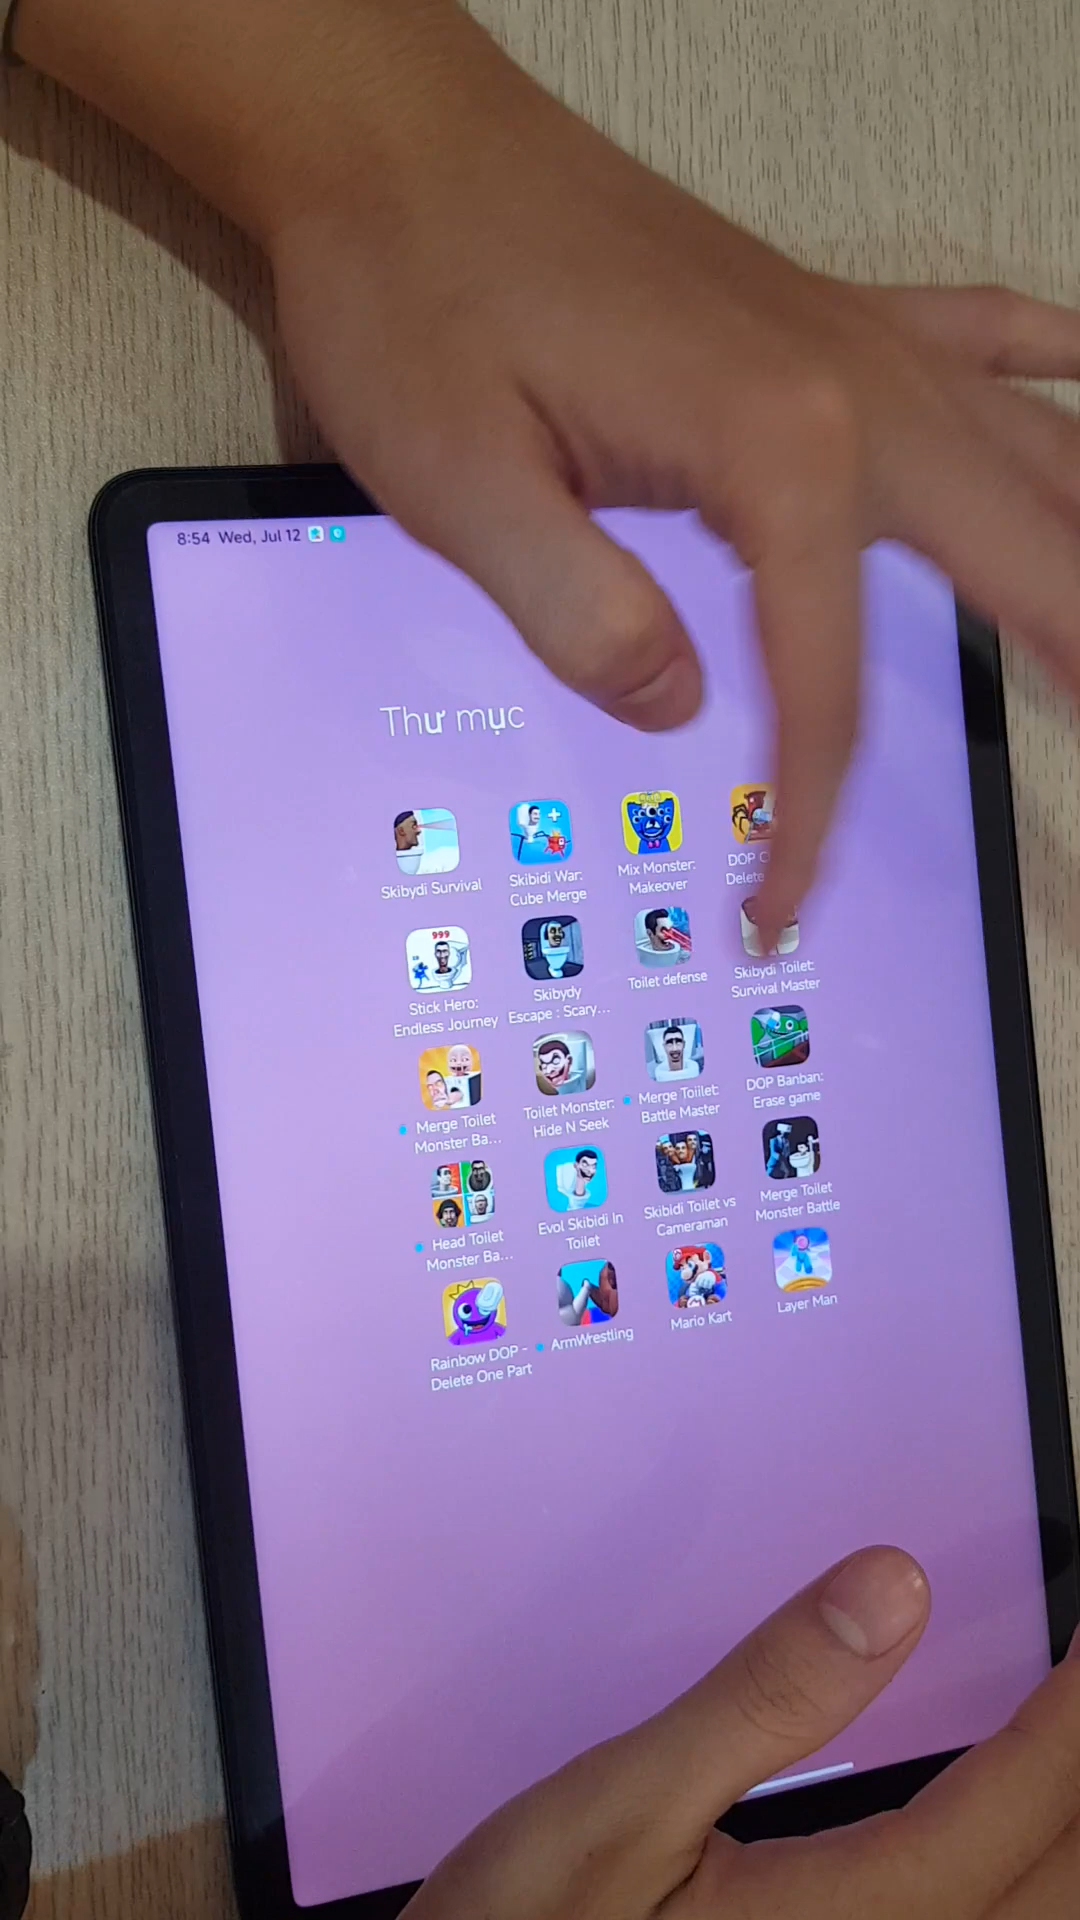 8:54 Wed, Jul 12
Thư mục
Skibydi Survival
Skibidi War:
Cube Merge
Mix Monster:
Makeover
DOP
Delete
999
Stick Hero:
Endless Journey
Skibydy
Escape : Scary...
Toilet defense
Skibydi Toilet:
Survival Master
Merge Toilet
Monster Ba...
Toilet Monster:
Hide N Seek
Merge Toiilet:
Battle Master
DOP Banban:
Erase game
Head Toilet
Monster Ba...
Evol Skibidi In
Toilet
Skibidi Toilet vs
Cameraman
Merge Toilet
Monster Battle
Rainbow DOP -
Delete One Part
ArmWrestling
Mario Kart
Layer Man